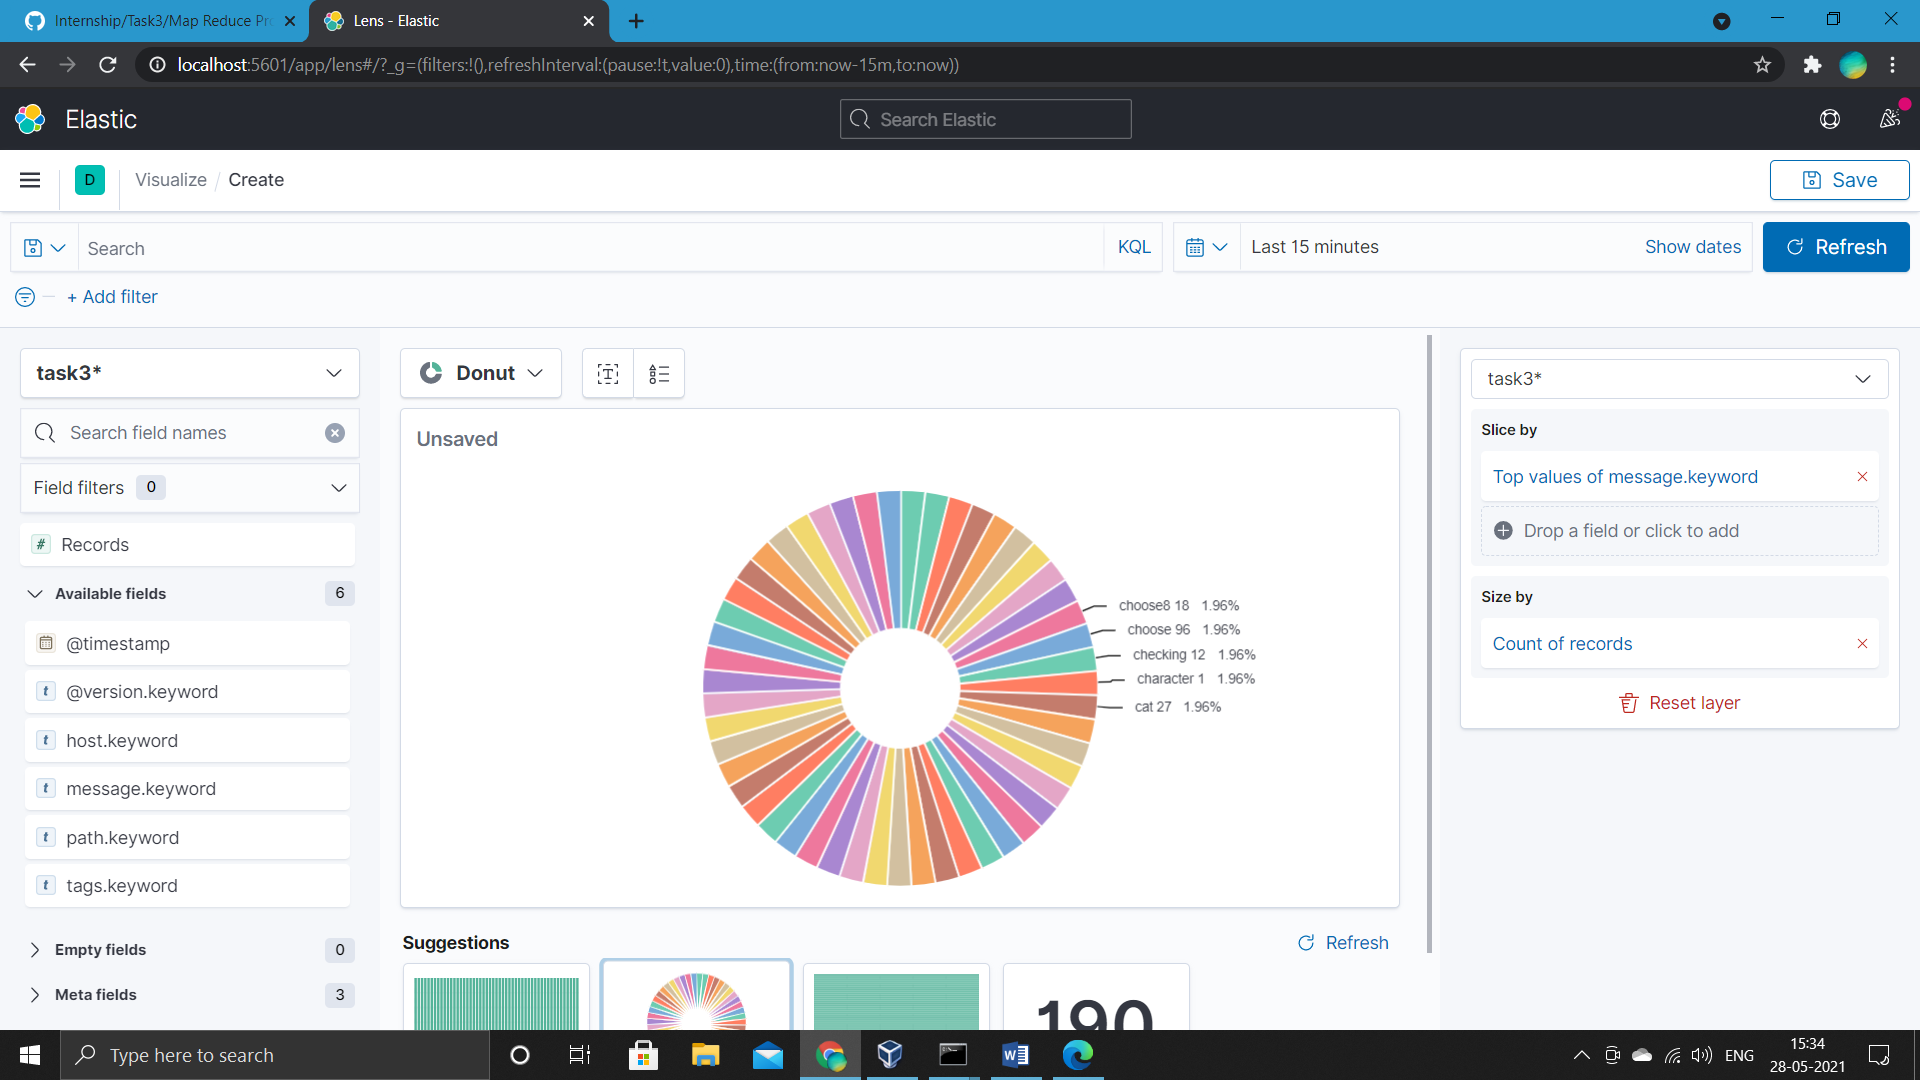 Internship/Task3/Map Reduce Pr
Lens - Elastic
localhost:5601/app/lens#/?_g=(filters:!(),refreshInterval:(pause:!t,value:0),time:(from:now-15m,to:now))
Elastic
Search Elastic
D
Visualize / Create
Save
Search
KQL
Last 15 minutes
Show dates
Refresh
+ Add filter
task3*
Search field names
Field filters 0
# Records
Available fields 6
@timestamp
t @version.keyword
t host.keyword
t message.keyword
t path.keyword
t tags.keyword
Empty fields 0
Meta fields 3
Donut
Unsaved
choose8 18 1.96%
choose 96 1.96%
checking 12 1.96%
character 1 1.96%
cat 27 1.96%
Suggestions
Refresh
190
task3*
Slice by
Top values of message.keyword
Drop a field or click to add
Size by
Count of records
Reset layer
Type here to search
ENG
15:34
28-05-2021